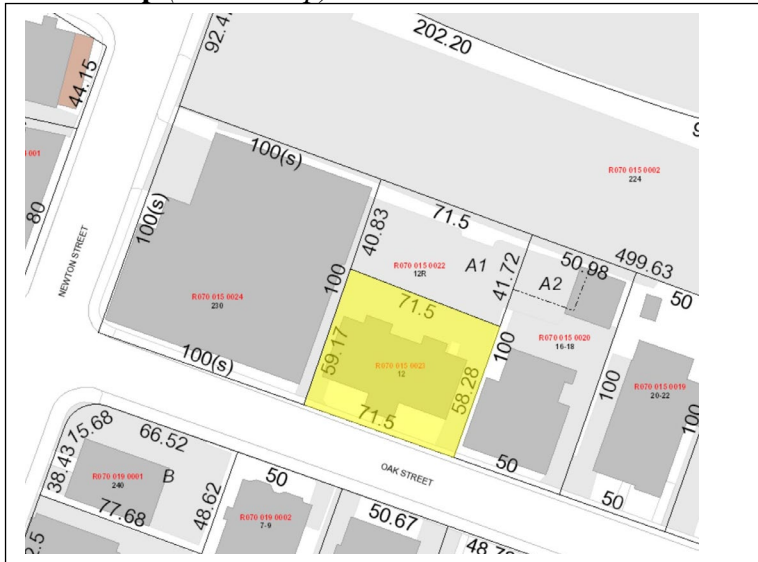 202.20
92.4
44.15
001
80
NEWTON STREET
100(s)
100(s)
R070 015 0024
230
100(s)
100
40.83
71.5
R070 015 0022
12R
A1
41.72
R070 015 0002
224
50.98
499.63
50
A2
71.5
59.17
R070 015 0023
12
58.28
71.5
100
R070 015 0020
16-18
50
100
R070 015 0019
20-22
100
50
OAK STREET
15.68
66.52
38.43
R070 019 0001
240
B
77.68
48.62
50
R070 019 0002
7-9
50.67
48.7
2.5